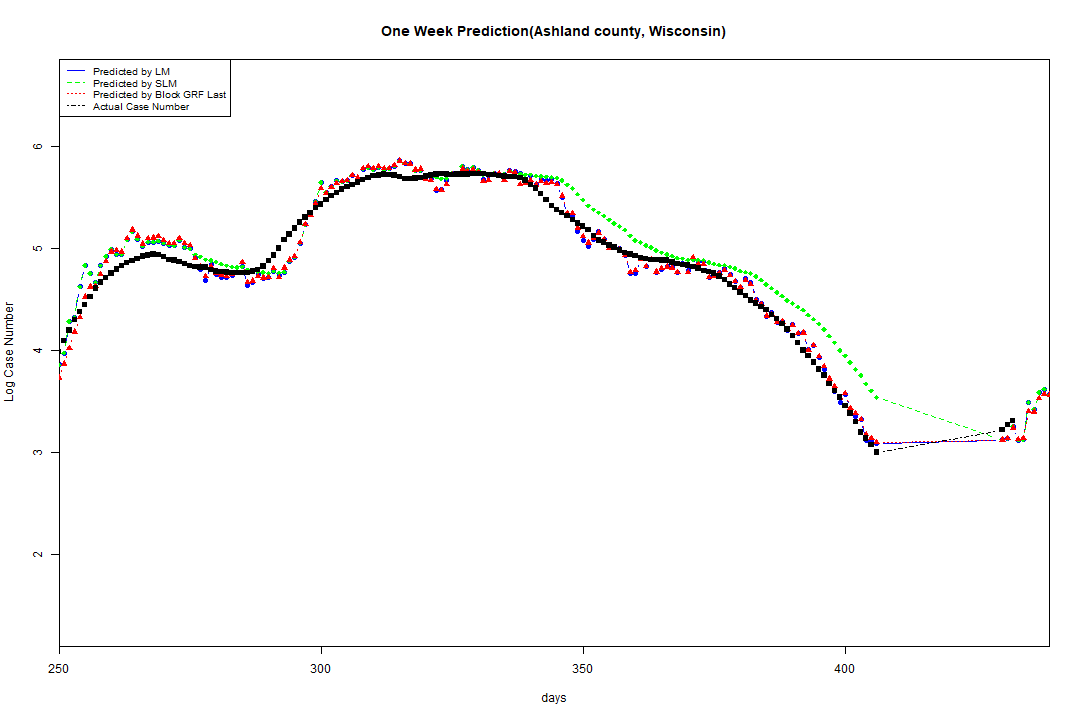 One Week Prediction(Ashland county, Wisconsin)
Predicted by LM
Predicted by SLM
Predicted by Block GRF Last
Actual Case Number
6
5
4
3
2
Log Case Number
250 300 350 400
days